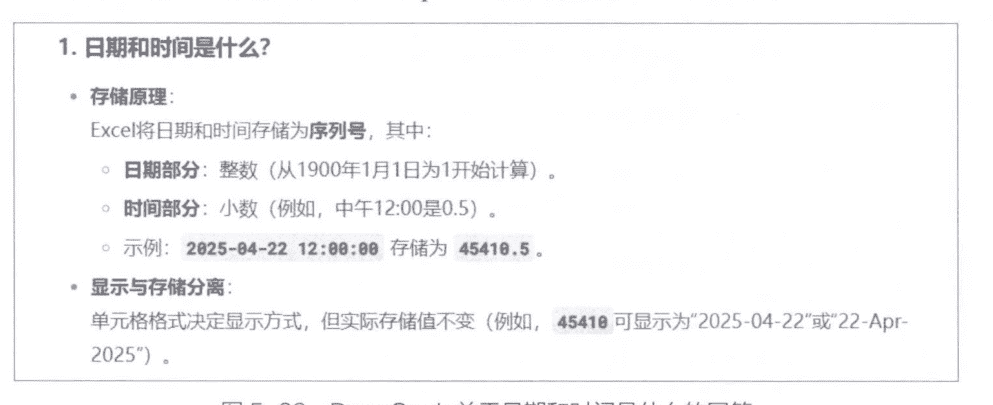 1. 日期和时间是什么?
• 存储原理:
Excel将日期和时间存储为序列号,其中:
○ 日期部分:整数(从1900年1月1日为1开始计算)。
○ 时间部分:小数(例如,中午12:00是0.5)。
○ 示例: 2025-04-22 12:00:00 存储为 45410.5 。
• 显示与存储分离:
单元格格式决定显示方式,但实际存储值不变(例如, 45410 可显示为“2025-04-22”或“22-Apr-
2025”)。